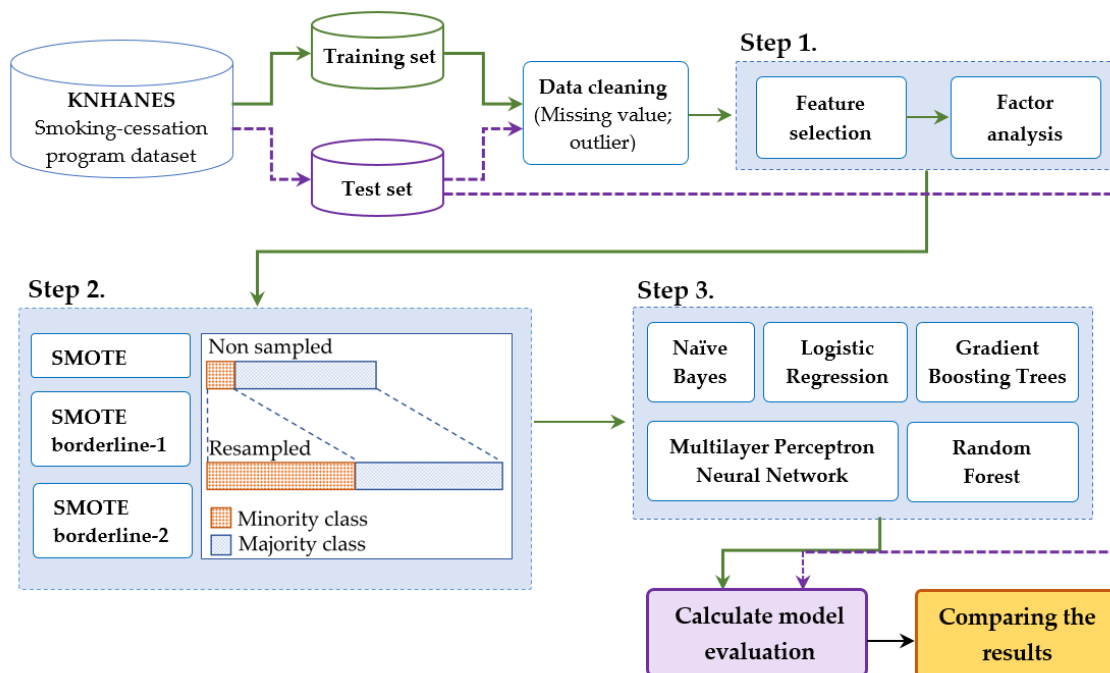 KNHANES
Smoking-cessation
program dataset
Training set
Test set
Data cleaning
(Missing value;
outlier)
Step 1.
Feature
selection
Factor
analysis
Step 2.
SMOTE
SMOTE
borderline-1
SMOTE
borderline-2
Non sampled
Resampled
Minority class
Majority class
Step 3.
Naïve
Bayes
Logistic
Regression
Gradient
Boosting Trees
Multilayer Perceptron
Neural Network
Random
Forest
Calculate model
evaluation
Comparing the
results